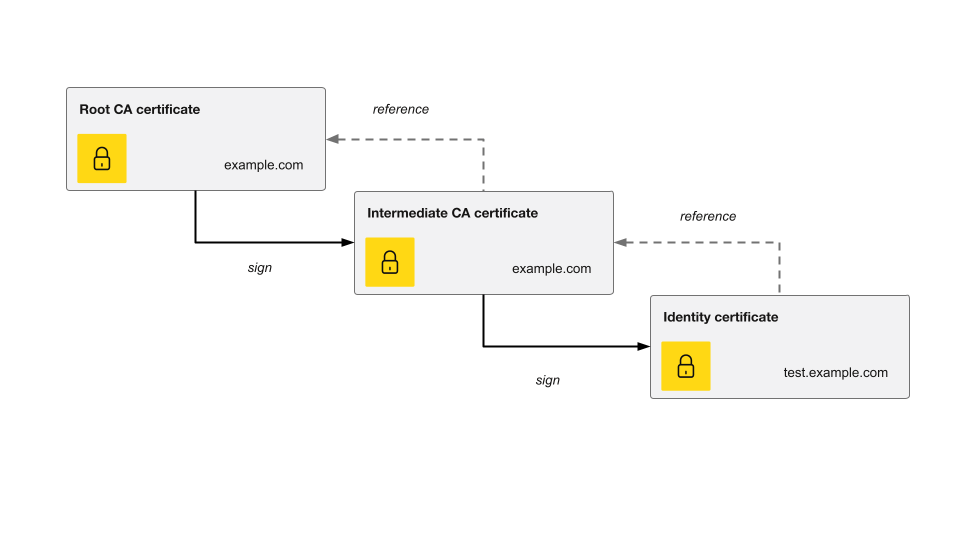 Root CA certificate
example.com
reference
sign
Intermediate CA certificate
example.com
reference
sign
Identity certificate
test.example.com